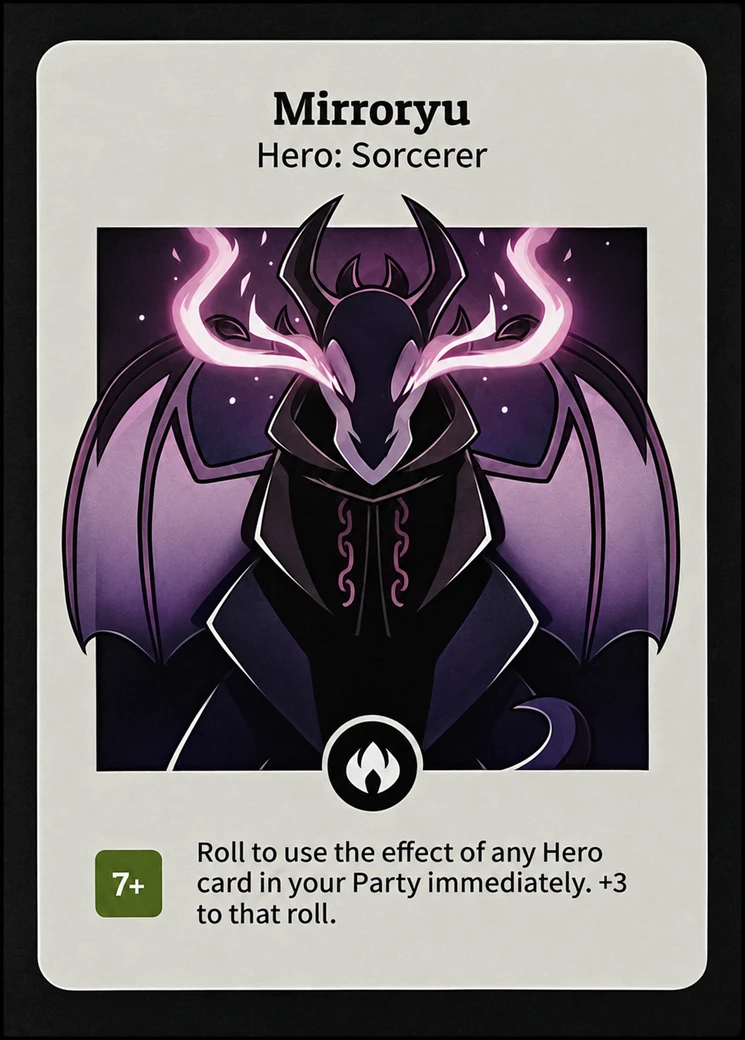 Mirroryu
Hero: Sorcerer
7+
Roll to use the effect of any Hero
card in your Party immediately. +3
to that roll.